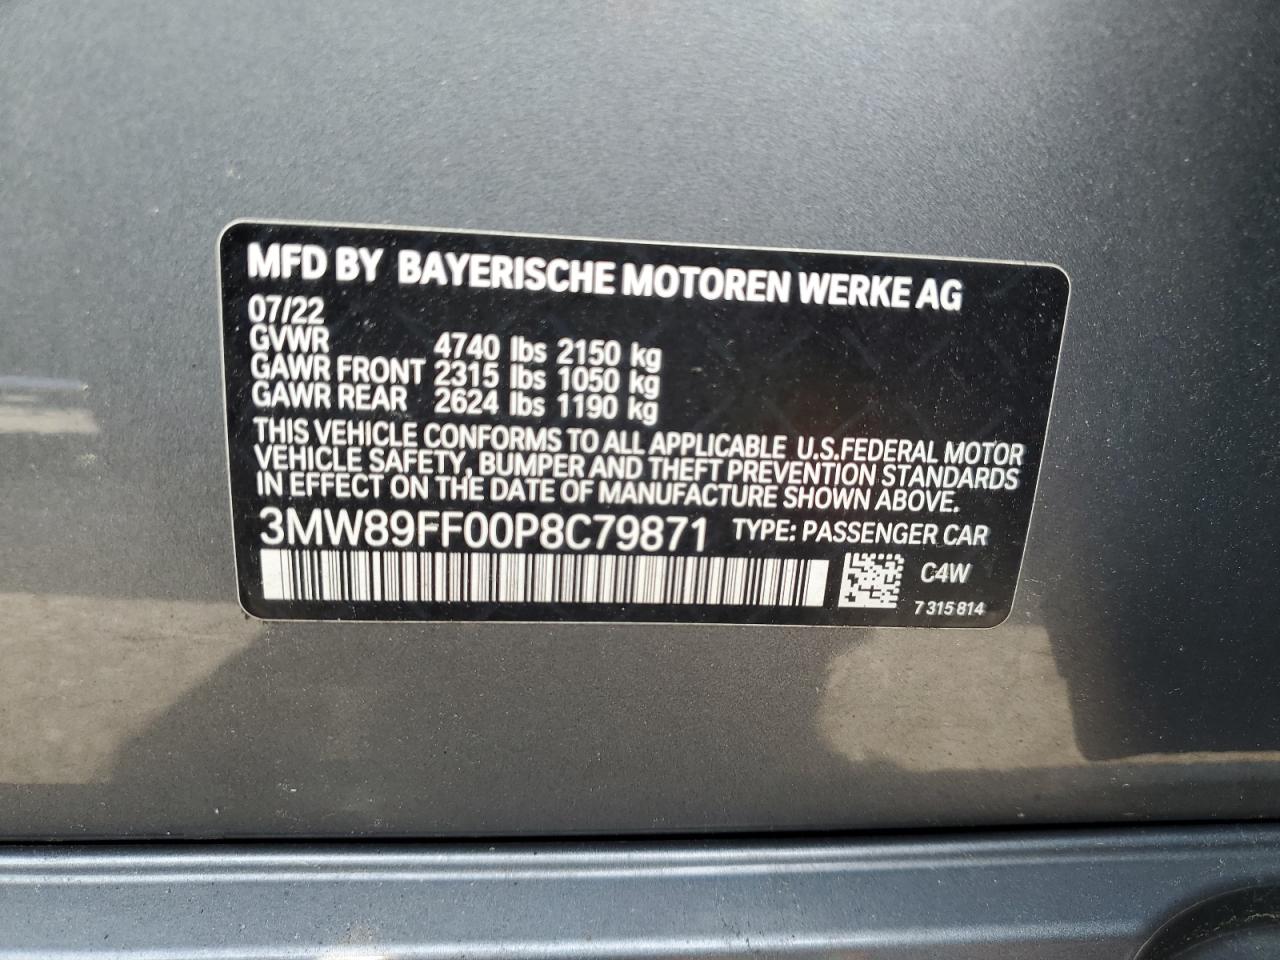 MFD BY BAYERISCHE MOTOREN WERKE AG
07/22
GVWR 4740 lbs 2150 kg
GAWR FRONT 2315 lbs 1050 kg
GAWR REAR 2624 lbs 1190 kg
THIS VEHICLE CONFORMS TO ALL APPLICABLE U.S.FEDERAL MOTOR
VEHICLE SAFETY, BUMPER AND THEFT PREVENTION STANDARDS
IN EFFECT ON THE DATE OF MANUFACTURE SHOWN ABOVE.
3MW89FF00P8C79871 TYPE: PASSENGER CAR
C4W
7 315 814